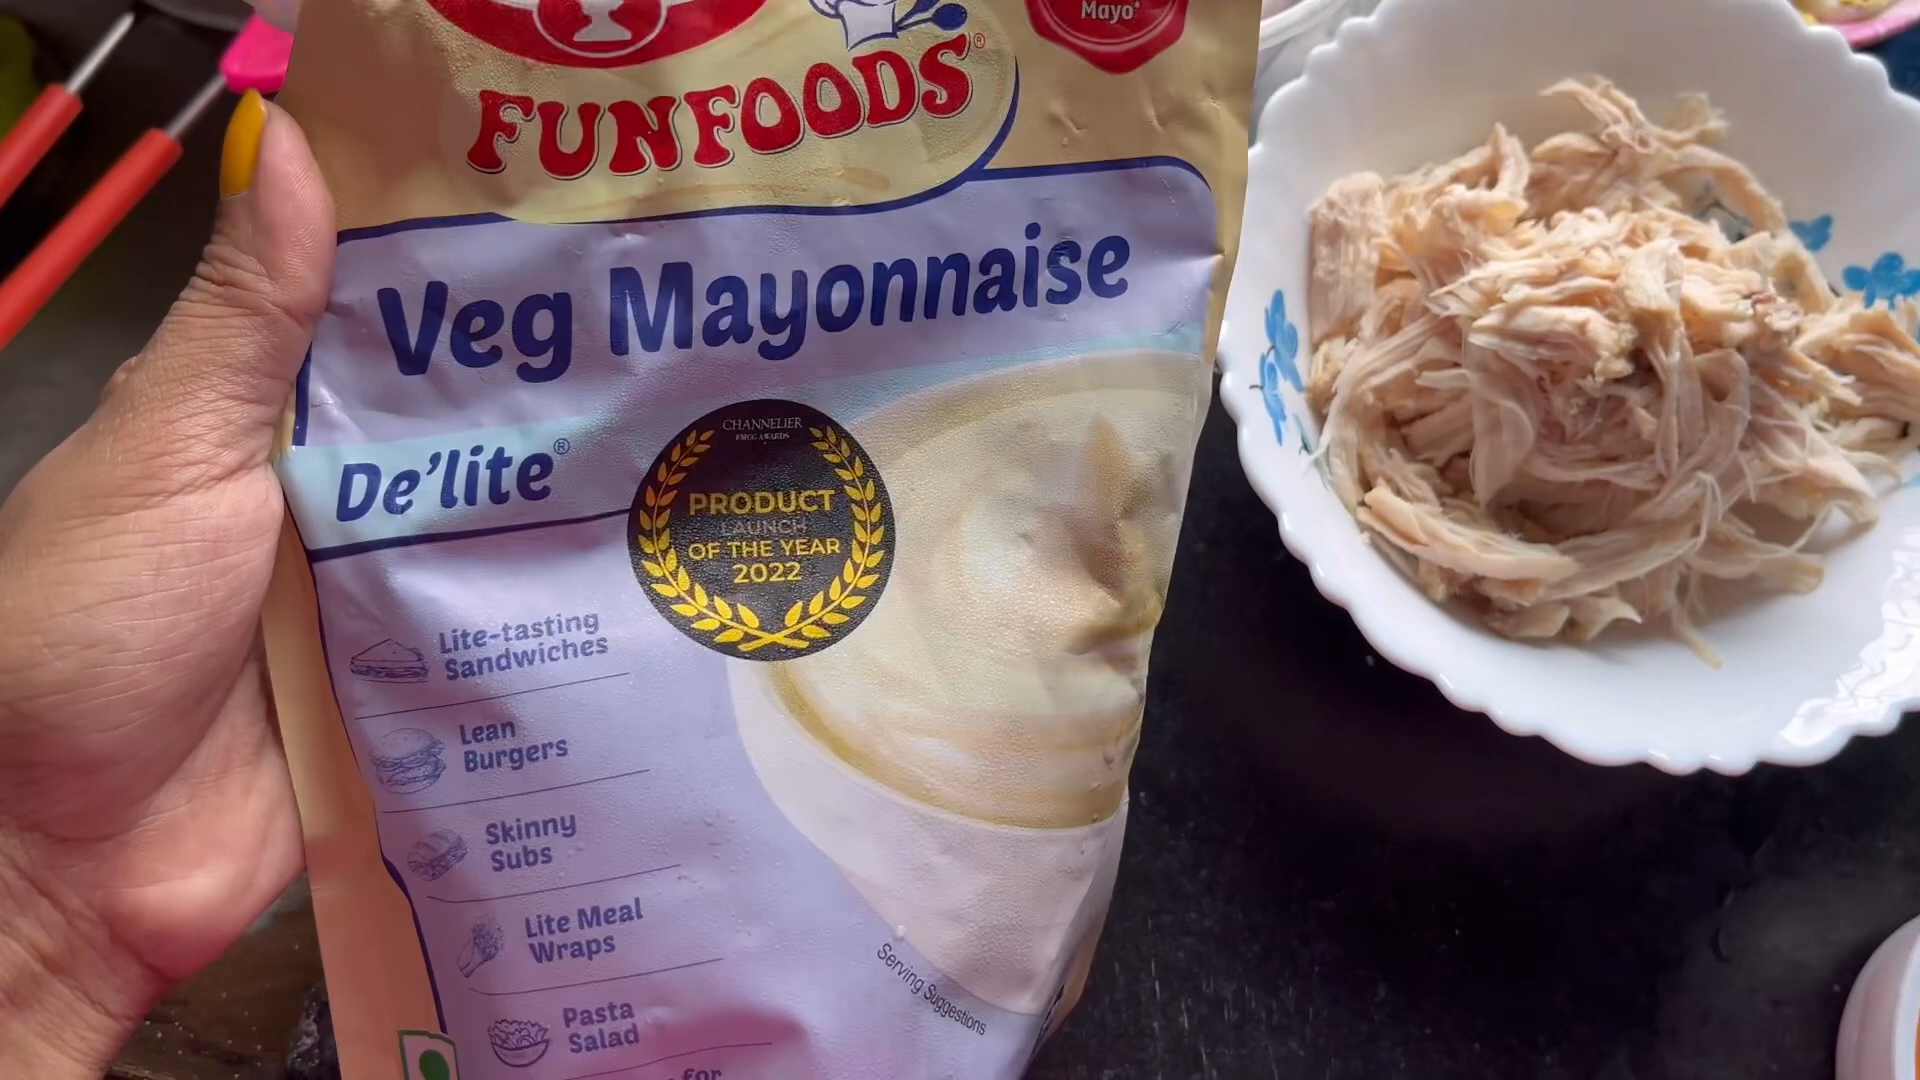 Mayo*
FUNFOODS®
Veg Mayonnaise
De'lite®
CHANNELIER
FMCG AWARDS
PRODUCT
LAUNCH
OF THE YEAR
2022
Lite-tasting
Sandwiches
Lean
Burgers
Skinny
Subs
Lite Meal
Wraps
Pasta
Salad
for
Serving Suggestions